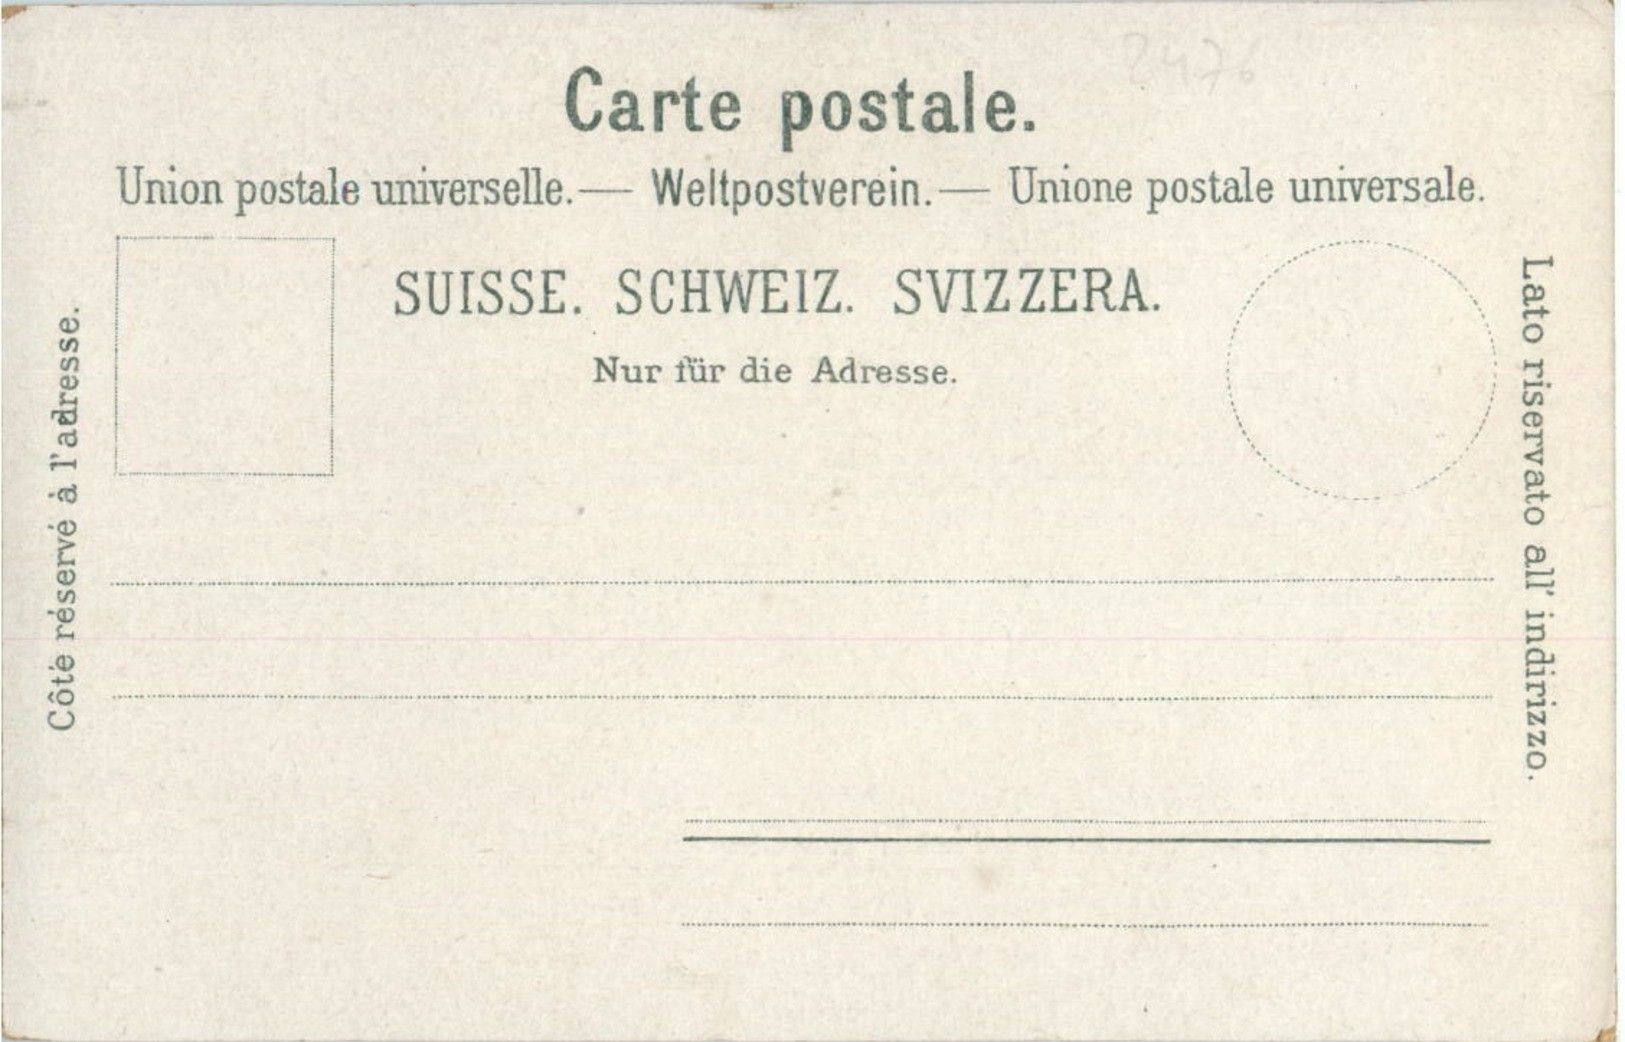 2476
Carte postale.
Union postale universelle.— Weltpostverein.— Unione postale universale.
SUISSE. SCHWEIZ. SVIZZERA.
Nur für die Adresse.
Côté réservé à l'adresse.
Lato riservato all' indirizzo.